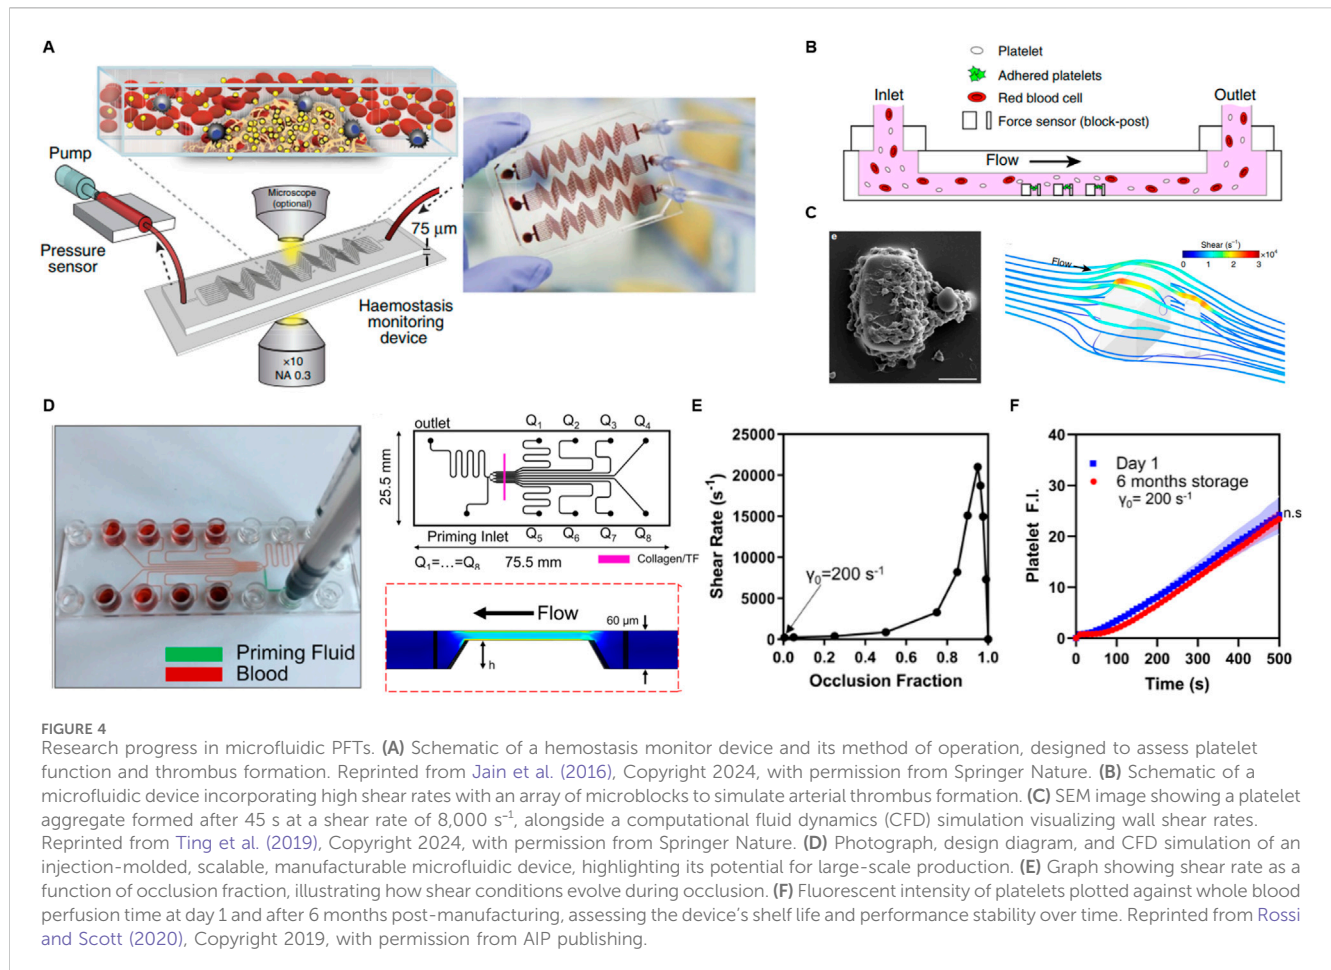 A
Pump
Pressure
sensor
Microscope
(optional)
75 µm
Haemostasis
monitoring
device
×10
NA 0.3
B
Platelet
Adhered platelets
Red blood cell
Force sensor (block-post)
Inlet
Outlet
Flow
C
e
Shear (s⁻¹)
×10⁴
0 1 2 3
Flow
D
Priming Fluid
Blood
outlet
Q₁ Q₂ Q₃ Q₄
25.5 mm
Priming Inlet
Q₅ Q₆ Q₇ Q₈
Q₁=...=Q₈ 75.5 mm
Collagen/TF
Flow
60 µm
h
E
Shear Rate (s⁻¹)
25000
20000
15000
10000
5000
0
γ₀=200 s⁻¹
0.0 0.2 0.4 0.6 0.8 1.0
Occlusion Fraction
F
Platelet F.I.
40
30
20
10
0
Day 1
6 months storage
γ₀= 200 s⁻¹
n.s
0 100 200 300 400 500
Time (s)
FIGURE 4
Research progress in microfluidic PFTs. (A) Schematic of a hemostasis monitor device and its method of operation, designed to assess platelet
function and thrombus formation. Reprinted from Jain et al. (2016), Copyright 2024, with permission from Springer Nature. (B) Schematic of a
microfluidic device incorporating high shear rates with an array of microblocks to simulate arterial thrombus formation. (C) SEM image showing a platelet
aggregate formed after 45 s at a shear rate of 8,000 s⁻¹, alongside a computational fluid dynamics (CFD) simulation visualizing wall shear rates.
Reprinted from Ting et al. (2019), Copyright 2024, with permission from Springer Nature. (D) Photograph, design diagram, and CFD simulation of an
injection-molded, scalable, manufacturable microfluidic device, highlighting its potential for large-scale production. (E) Graph showing shear rate as a
function of occlusion fraction, illustrating how shear conditions evolve during occlusion. (F) Fluorescent intensity of platelets plotted against whole blood
perfusion time at day 1 and after 6 months post-manufacturing, assessing the device's shelf life and performance stability over time. Reprinted from Rossi
and Scott (2020), Copyright 2019, with permission from AIP publishing.